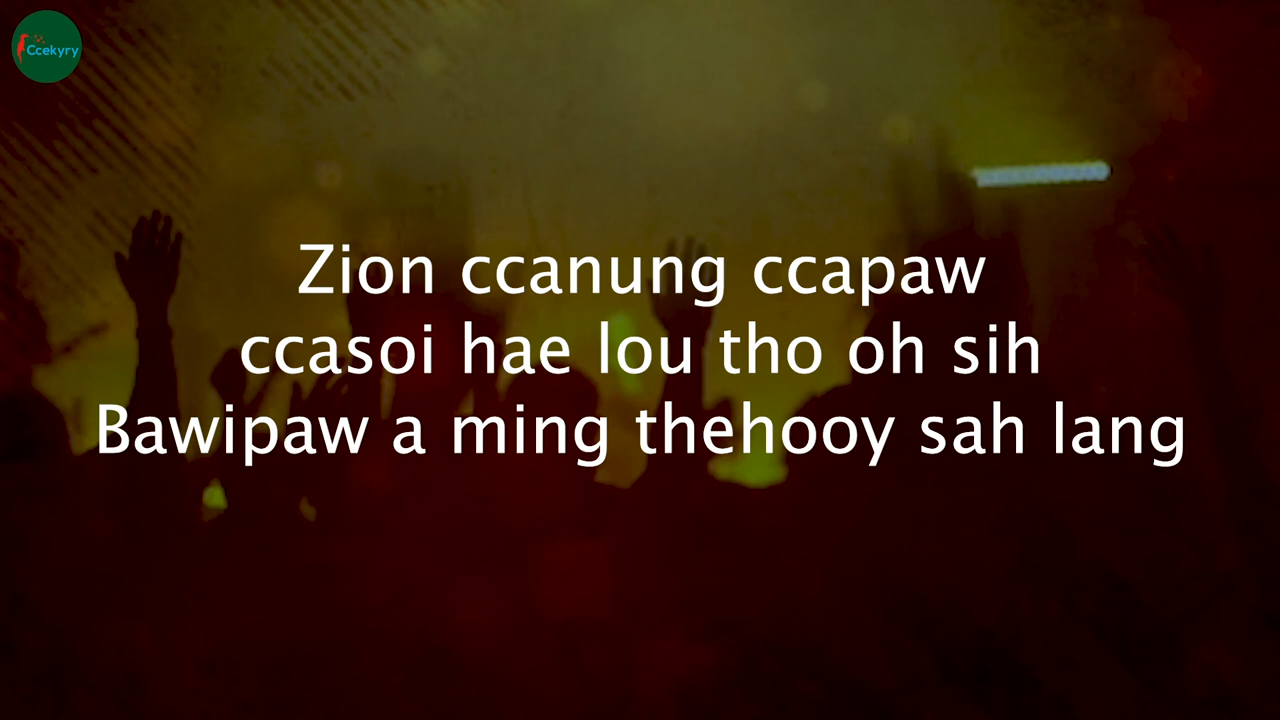 Ccekyry
Zion ccanung ccapaw
ccasoi hae lou tho oh sih
Bawipaw a ming thehooy sah lang